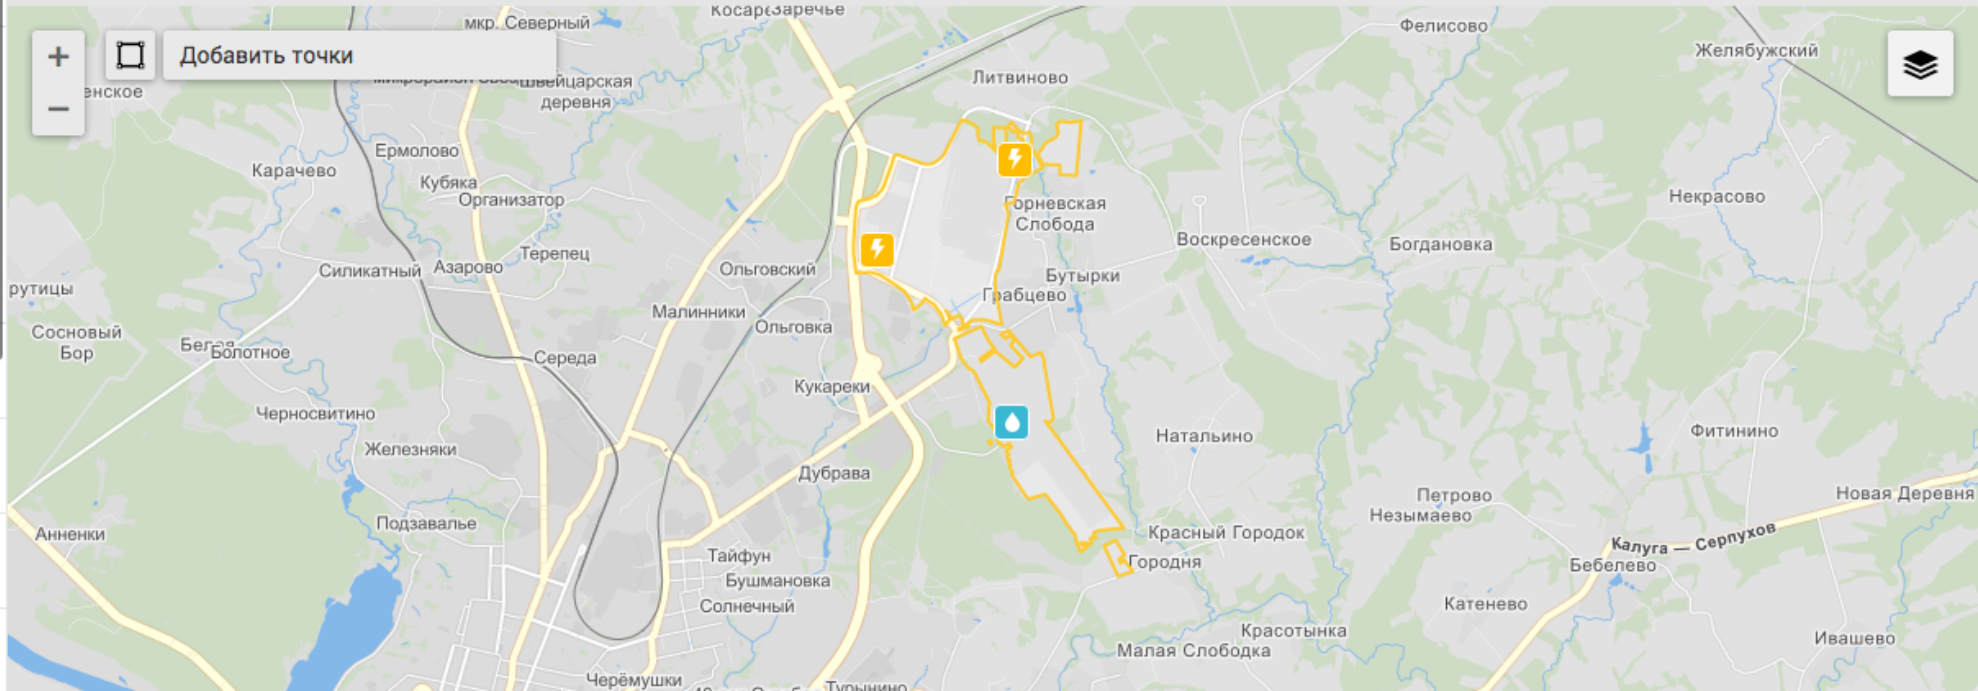 Заречье
мкр. Северный
Фелисово
Желябужский
+
Добавить точки
−
Швейцарская
деревня
Литвиново
Ермолово
Карачево
Кубяка
Организатор
Некрасово
Горневская
Слобода
Воскресенское
Богдановка
Терепец
Азарово
Силикатный
Ольговский
Бутырки
Грабцево
рутицы
Малинники
Ольговка
Сосновый
Бор
Болотное
Середа
Кукареки
Черносвитино
Железняки
Натальино
Фитинино
Дубрава
Петрово
Незымаево
Новая Деревня
Подзавалье
Анненки
Красный Городок
Калуга — Серпухов
Тайфун
Городня
Бебелево
Бушмановка
Солнечный
Катенево
Красотынка
Ивашево
Малая Слободка
Черёмушки
Турынино